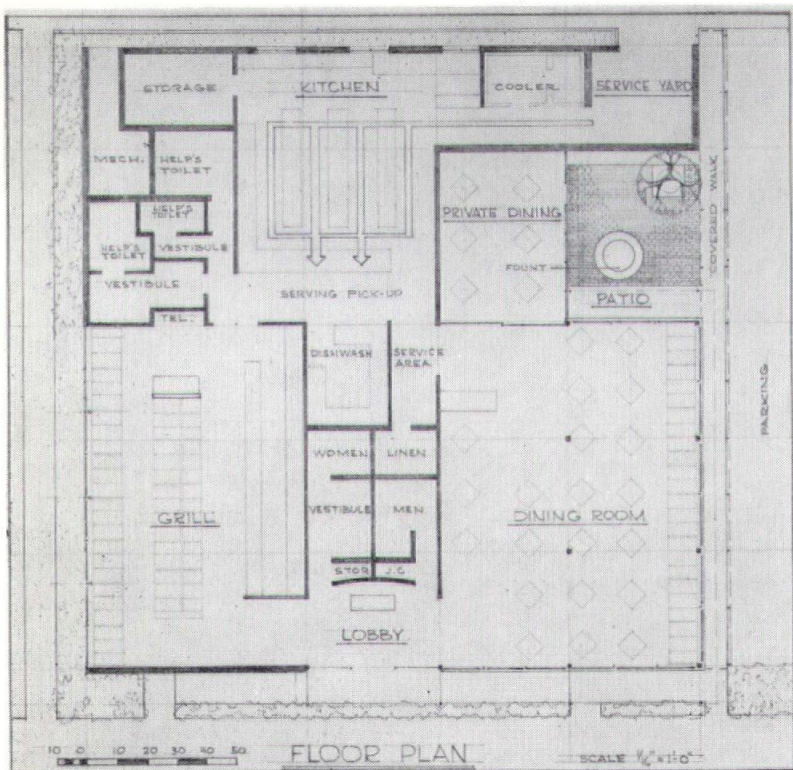 STORAGE
KITCHEN
COOLER
SERVICE YARD
MECH.
HELP'S
TOILET
HELP'S
TOILET
HELP'S
TOILET
VESTIBULE
VESTIBULE
TEL.
PRIVATE DINING
FOUNT
PATIO
COVERED WALK
SERVING PICK-UP
DISHWASH
SERVICE
AREA
PARKING
WOMEN
LINEN
VESTIBULE
MEN
GRILL
DINING ROOM
STOR
J.C.
LOBBY
10 0 10 20 30 40 50
FLOOR PLAN
SCALE 1/16" = 1'-0"